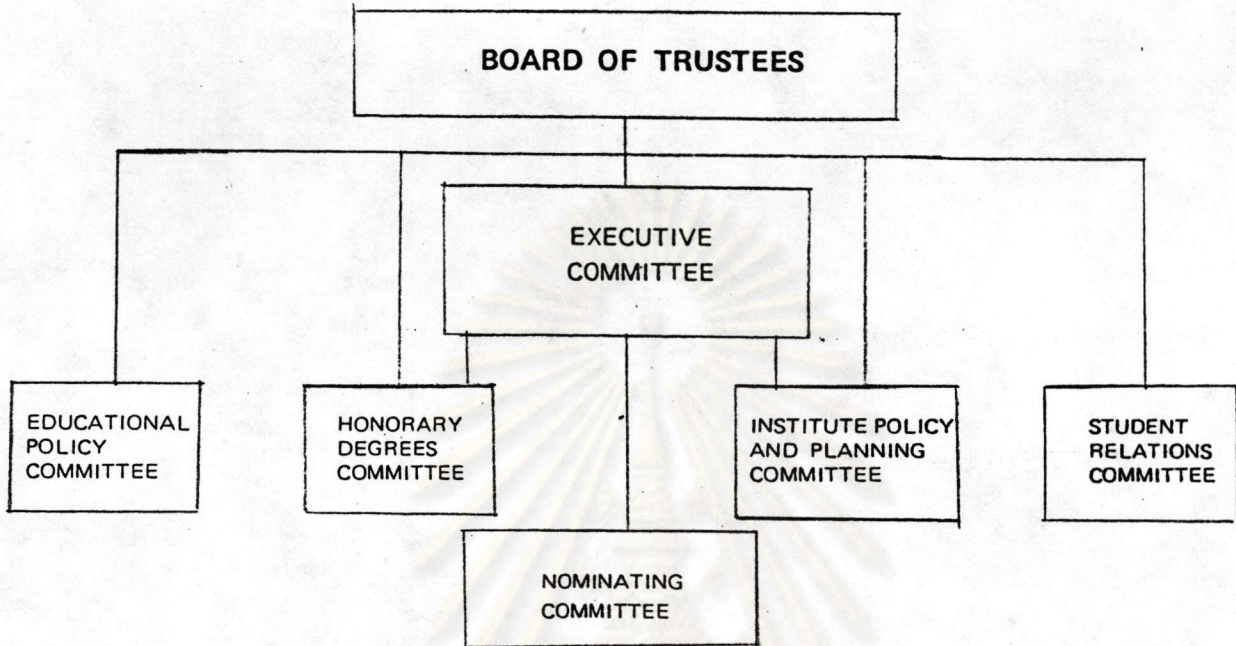 BOARD OF TRUSTEES
EXECUTIVE
COMMITTEE
EDUCATIONAL
POLICY
COMMITTEE
HONORARY
DEGREES
COMMITTEE
INSTITUTE POLICY
AND PLANNING
COMMITTEE
STUDENT
RELATIONS
COMMITTEE
NOMINATING
COMMITTEE